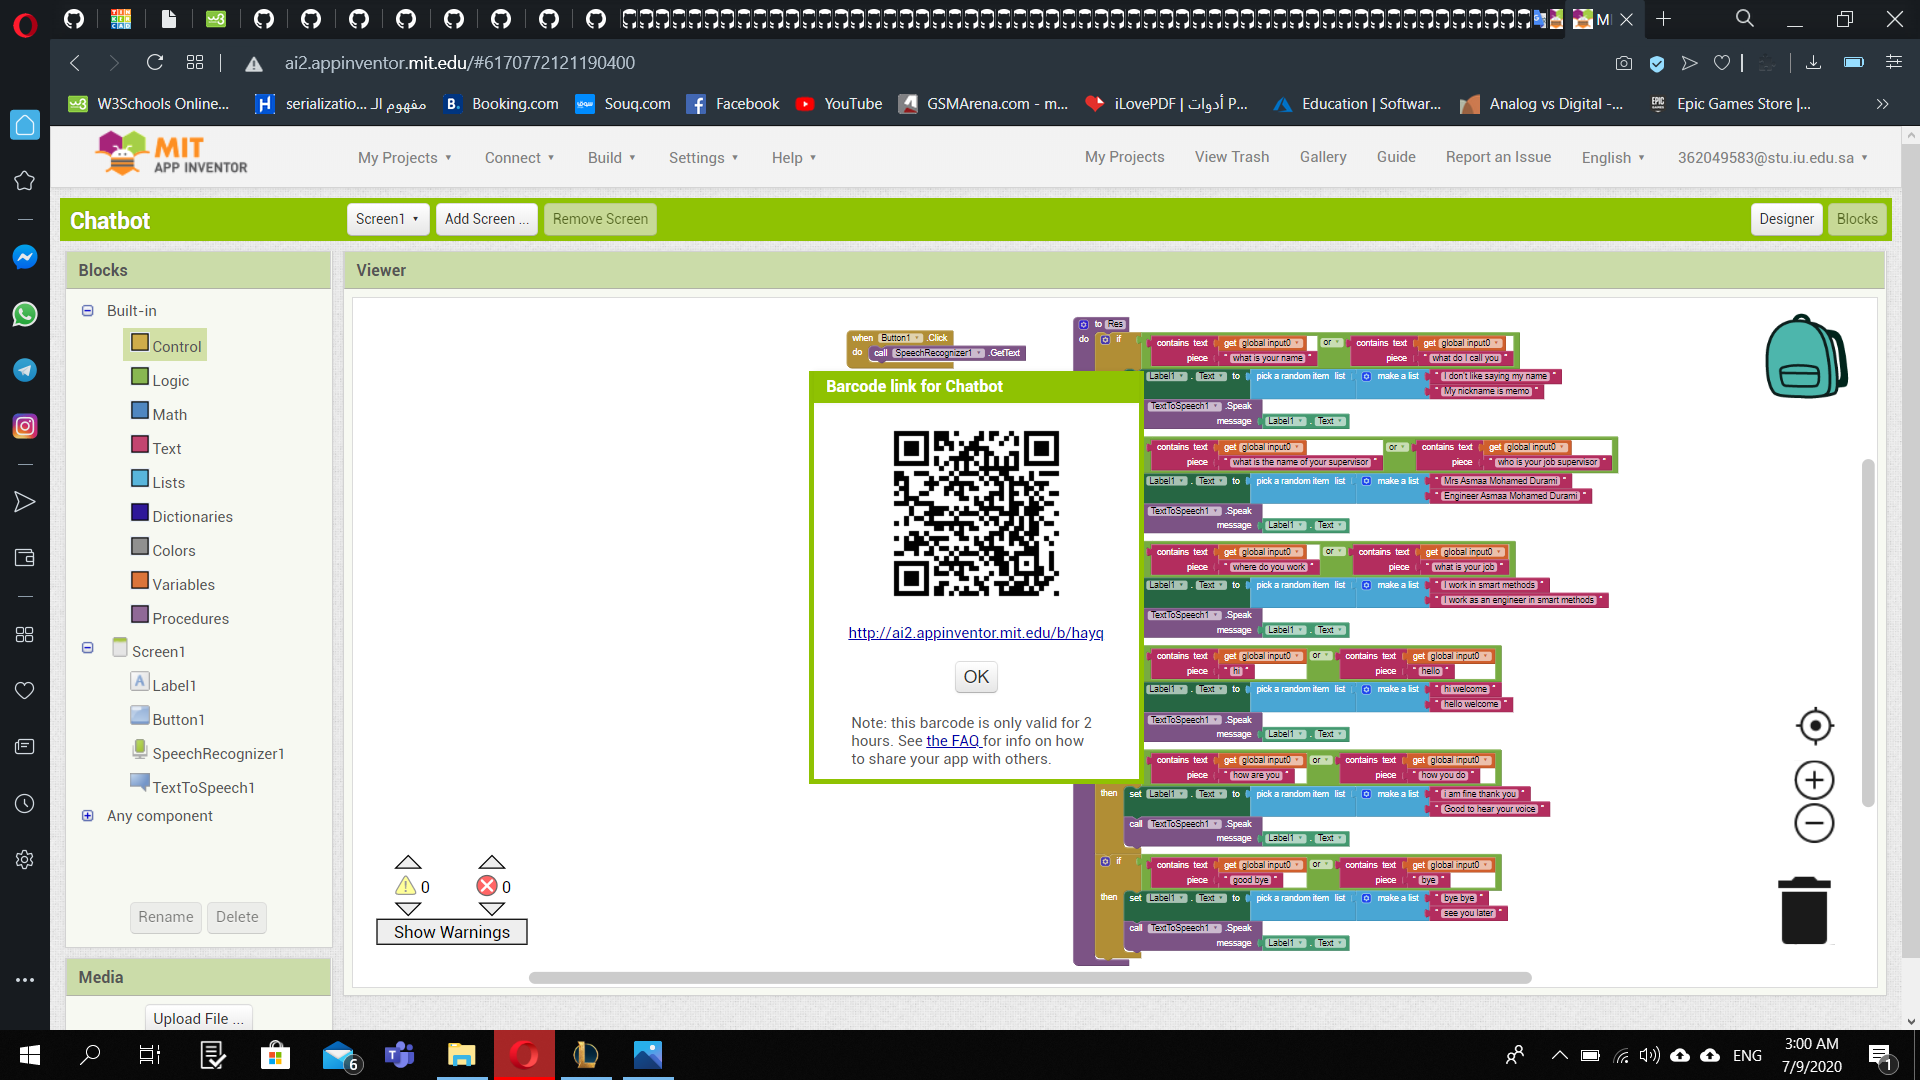 M
ai2.appinventor.mit.edu/#6170772121190400
W3Schools Online...
serializatio... مفهوم الـ
Booking.com
Souq.com
Facebook
YouTube
GSMArena.com - m...
iLovePDF | أدوات P...
Education | Softwar...
Analog vs Digital -...
Epic Games Store |...
MIT
APP INVENTOR
My Projects
Connect
Build
Settings
Help
My Projects
View Trash
Gallery
Guide
Report an Issue
English
362049583@stu.iu.edu.sa
Chatbot
Screen1
Add Screen ...
Remove Screen
Designer
Blocks
Blocks
Built-in
Control
Logic
Math
Text
Lists
Dictionaries
Colors
Variables
Procedures
Screen1
Label1
Button1
SpeechRecognizer1
TextToSpeech1
Any component
Rename
Delete
Media
Upload File ...
Viewer
when Button1 .Click
do call SpeechRecognizer1 .GetText
to Res
do if contains text get global input0 or contains text get global input0
piece " what is your name " piece " what do I call you "
Label1 . Text to pick a random item list make a list " I don't like saying my name "
" My nickname is memo "
TextToSpeech1 .Speak
message Label1 . Text
contains text get global input0 or contains text get global input0
piece " what is the name of your supervisor " piece " who is your job supervisor "
Label1 . Text to pick a random item list make a list " Mrs Asmaa Mohamed Durami "
" Engineer Asmaa Mohamed Durami "
TextToSpeech1 .Speak
message Label1 . Text
contains text get global input0 or contains text get global input0
piece " where do you work " piece " what is your job "
Label1 . Text to pick a random item list make a list " I work in smart methods "
" I work as an engineer in smart methods "
TextToSpeech1 .Speak
message Label1 . Text
contains text get global input0 or contains text get global input0
piece " hi " piece " hello "
Label1 . Text to pick a random item list make a list " hi welcome "
" hello welcome "
TextToSpeech1 .Speak
message Label1 . Text
contains text get global input0 or contains text get global input0
piece " how are you " piece " how you do "
then set Label1 . Text to pick a random item list make a list " i am fine thank you "
" Good to hear your voice "
call TextToSpeech1 .Speak
message Label1 . Text
if contains text get global input0 or contains text get global input0
piece " good bye " piece " bye "
then set Label1 . Text to pick a random item list make a list " bye bye "
" see you later "
call TextToSpeech1 .Speak
message Label1 . Text
Barcode link for Chatbot
http://ai2.appinventor.mit.edu/b/hayq
OK
Note: this barcode is only valid for 2
hours. See the FAQ for info on how
to share your app with others.
0
0
Show Warnings
6
ENG
3:00 AM
7/9/2020
1